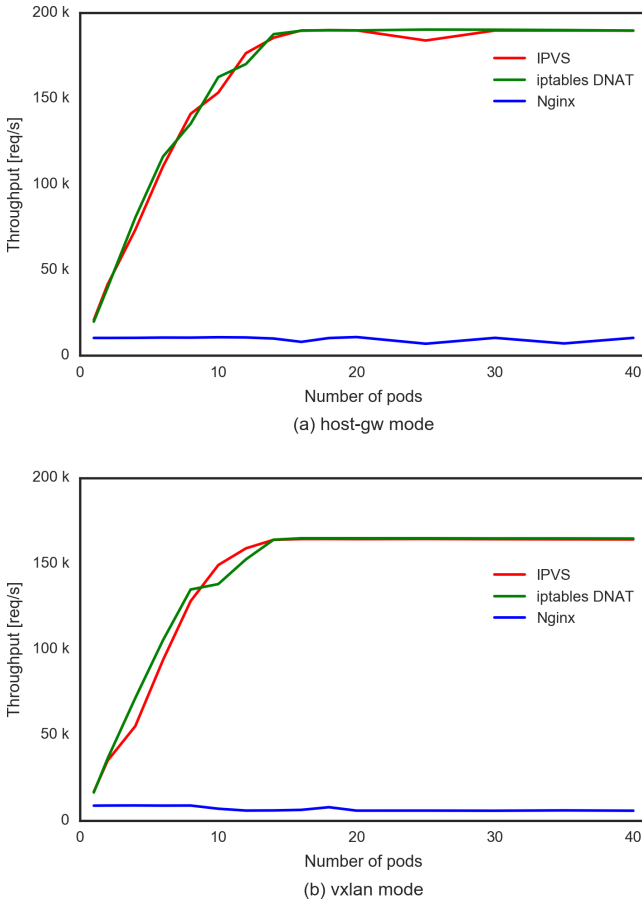 200 k
150 k
100 k
50 k
0
Throughput [req/s]
IPVS
iptables DNAT
Nginx
0 10 20 30 40
Number of pods
(a) host-gw mode
200 k
150 k
100 k
50 k
0
Throughput [req/s]
IPVS
iptables DNAT
Nginx
0 10 20 30 40
Number of pods
(b) vxlan mode